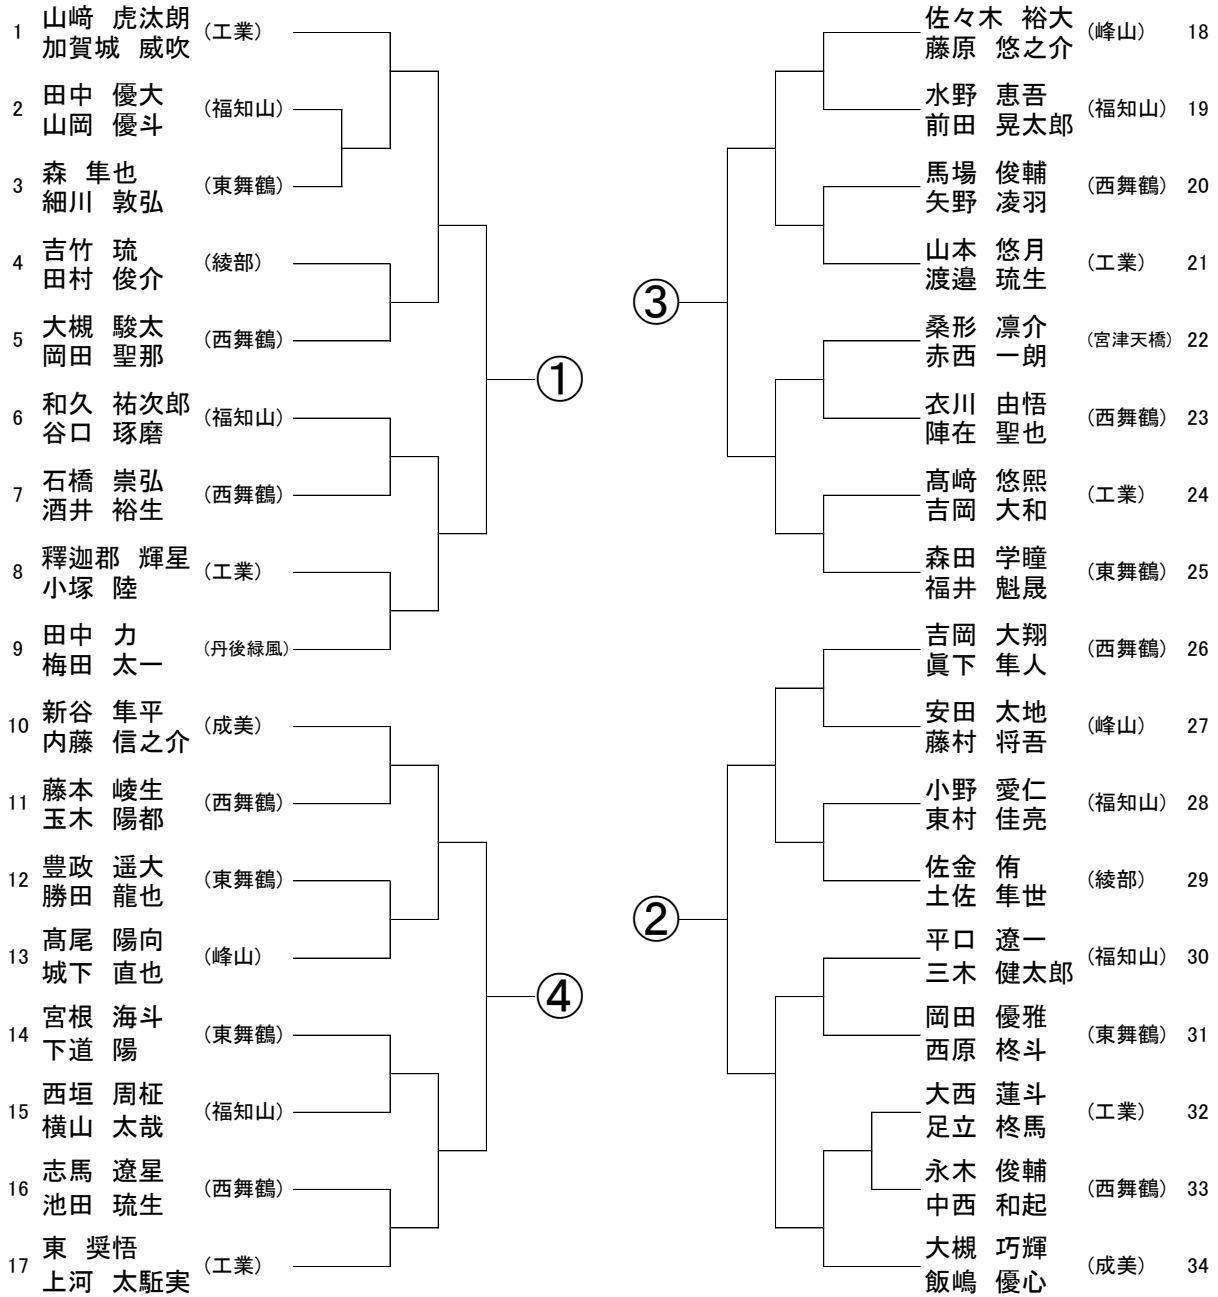 1 山﨑 虎汰朗 (工業)
加賀城 威吹
2 田中 優大 (福知山)
山岡 優斗
3 森 隼也 (東舞鶴)
細川 敦弘
4 吉竹 琉 (綾部)
田村 俊介
5 大槻 駿太 (西舞鶴)
岡田 聖那
6 和久 祐次郎 (福知山)
谷口 琢磨
7 石橋 崇弘 (西舞鶴)
酒井 裕生
8 釋迦郡 輝星 (工業)
小塚 陸
9 田中 力 (丹後緑風)
梅田 太一
10 新谷 隼平 (成美)
内藤 信之介
11 藤本 崚生 (西舞鶴)
玉木 陽都
12 豊政 遥大 (東舞鶴)
勝田 龍也
13 髙尾 陽向 (峰山)
城下 直也
14 宮根 海斗 (東舞鶴)
下道 陽
15 西垣 周柾 (福知山)
横山 太哉
16 志馬 遼星 (西舞鶴)
池田 琉生
17 東 奨悟 (工業)
上河 太駈実
①
④
③
②
佐々木 裕大 (峰山) 18
藤原 悠之介
水野 恵吾 (福知山) 19
前田 晃太郎
馬場 俊輔 (西舞鶴) 20
矢野 凌羽
山本 悠月 (工業) 21
渡邉 琉生
桑形 凛介 (宮津天橋) 22
赤西 一朗
衣川 由悟 (西舞鶴) 23
陣在 聖也
髙﨑 悠熙 (工業) 24
吉岡 大和
森田 学瞳 (東舞鶴) 25
福井 魁晟
吉岡 大翔 (西舞鶴) 26
眞下 隼人
安田 太地 (峰山) 27
藤村 将吾
小野 愛仁 (福知山) 28
東村 佳亮
佐金 侑 (綾部) 29
土佐 隼世
平口 遼一 (福知山) 30
三木 健太郎
岡田 優雅 (東舞鶴) 31
西原 柊斗
大西 蓮斗 (工業) 32
足立 柊馬
永木 俊輔 (西舞鶴) 33
中西 和起
大槻 巧輝 (成美) 34
飯嶋 優心